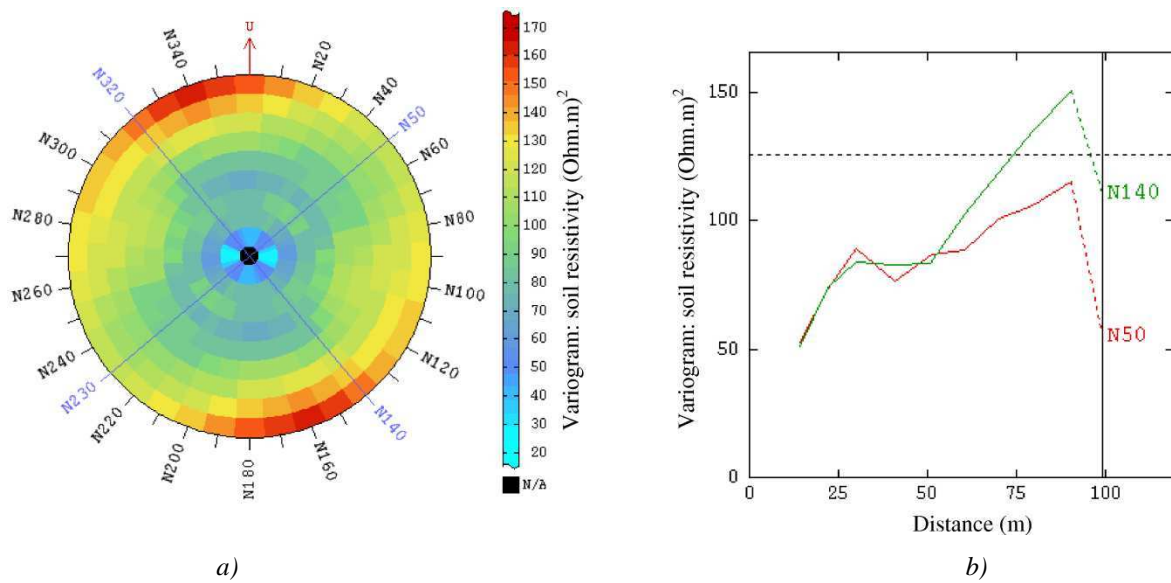 U
N340
N20
N320
N40
N50
N300
N60
N280
N80
N260
N100
N240
N120
N230
N140
N220
N200
N180
N160
170
160
150
140
130
120
110
100
90
80
70
60
50
40
30
20
N/A
Variogram: soil resistivity (Ohm.m)²
a)
Variogram: soil resistivity (Ohm.m)²
150
100
50
0
0
25
50
75
100
N140
N50
Distance (m)
b)